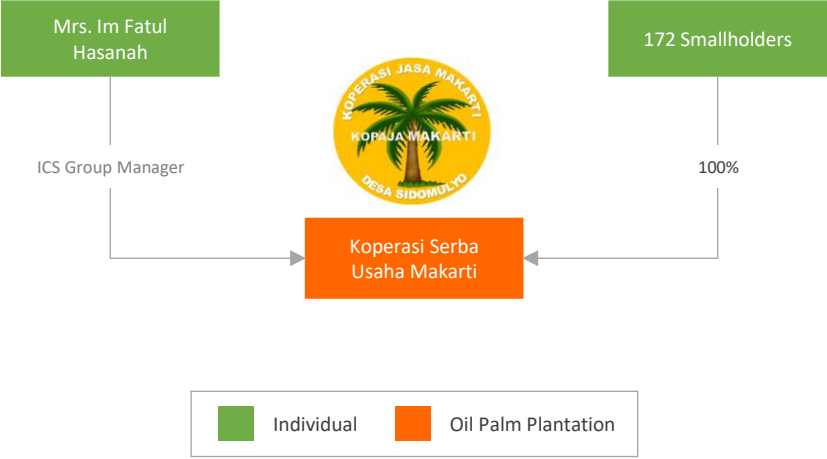 Mrs. Im Fatul
Hasanah
172 Smallholders
KOPERASI JASA MAKARTI
KOPAJA MAKARTI
DESA SIDOMULYO
ICS Group Manager
100%
Koperasi Serba
Usaha Makarti
Individual
Oil Palm Plantation